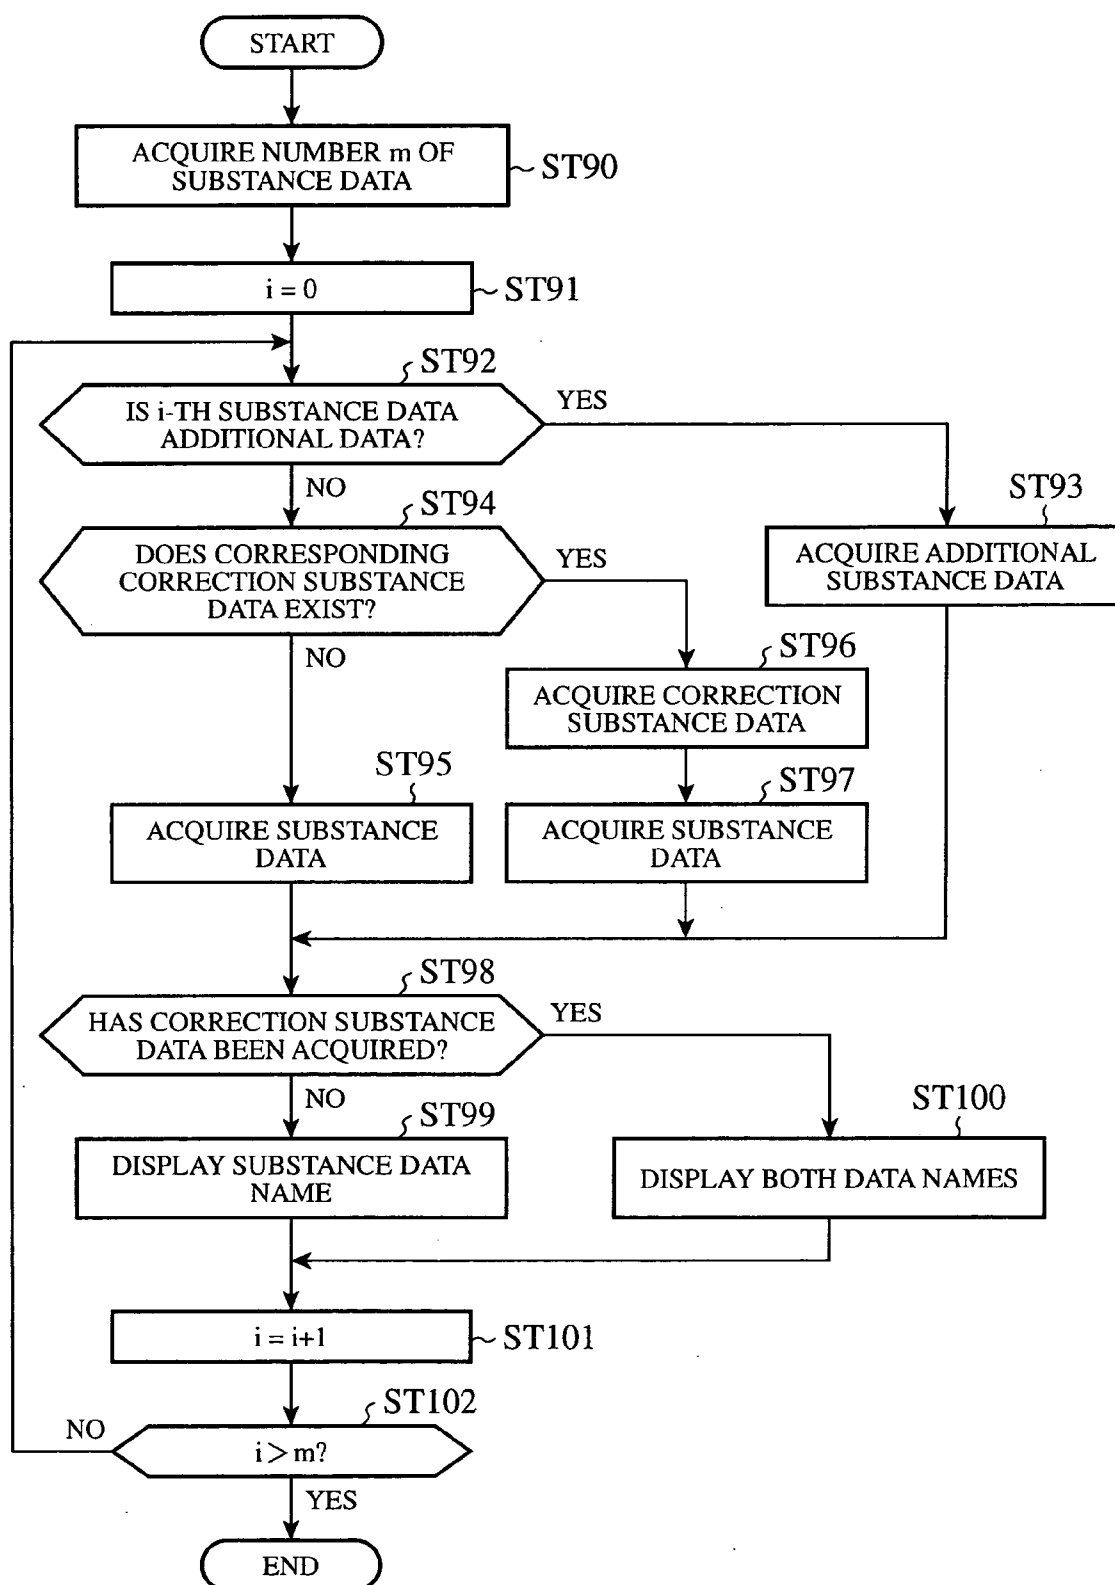 START
ACQUIRE NUMBER m OF
SUBSTANCE DATA
ST90
i = 0
ST91
ST92
IS i-TH SUBSTANCE DATA
ADDITIONAL DATA?
YES
NO
ST93
ACQUIRE ADDITIONAL
SUBSTANCE DATA
ST94
DOES CORRESPONDING
CORRECTION SUBSTANCE
DATA EXIST?
YES
NO
ST96
ACQUIRE CORRECTION
SUBSTANCE DATA
ST95
ACQUIRE SUBSTANCE
DATA
ST97
ACQUIRE SUBSTANCE
DATA
ST98
HAS CORRECTION SUBSTANCE
DATA BEEN ACQUIRED?
YES
NO
ST99
DISPLAY SUBSTANCE DATA
NAME
ST100
DISPLAY BOTH DATA NAMES
i = i+1
ST101
ST102
NO
i > m?
YES
END